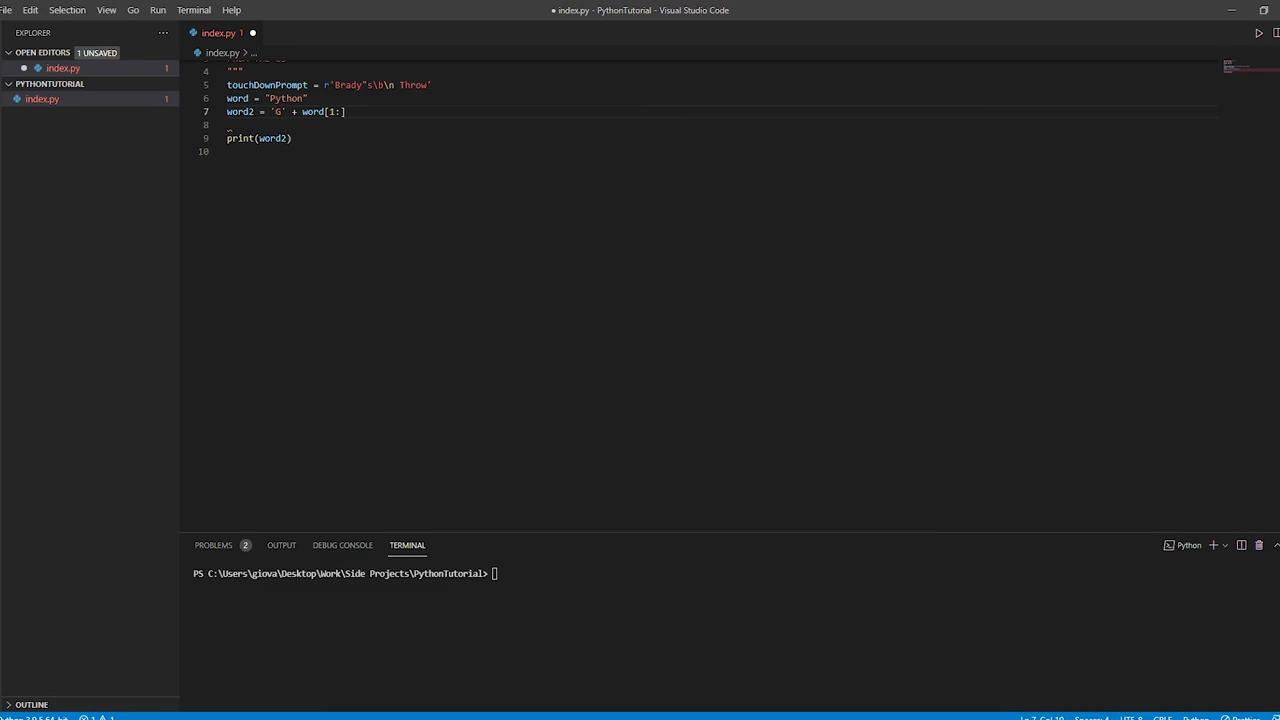 File Edit Selection View Go Run Terminal Help
index.py - PythonTutorial - Visual Studio Code
EXPLORER
OPEN EDITORS 1 UNSAVED
index.py 1
PYTHONTUTORIAL
index.py 1
OUTLINE
index.py 1
index.py > ...
4 """
5 touchDownPrompt = r'Brady"s\b\n Throw'
6 word = "Python"
7 word2 = 'G' + word[1:]
8
9 print(word2)
10
PROBLEMS 2 OUTPUT DEBUG CONSOLE TERMINAL
Python
PS C:\Users\giova\Desktop\Work\Side Projects\PythonTutorial>